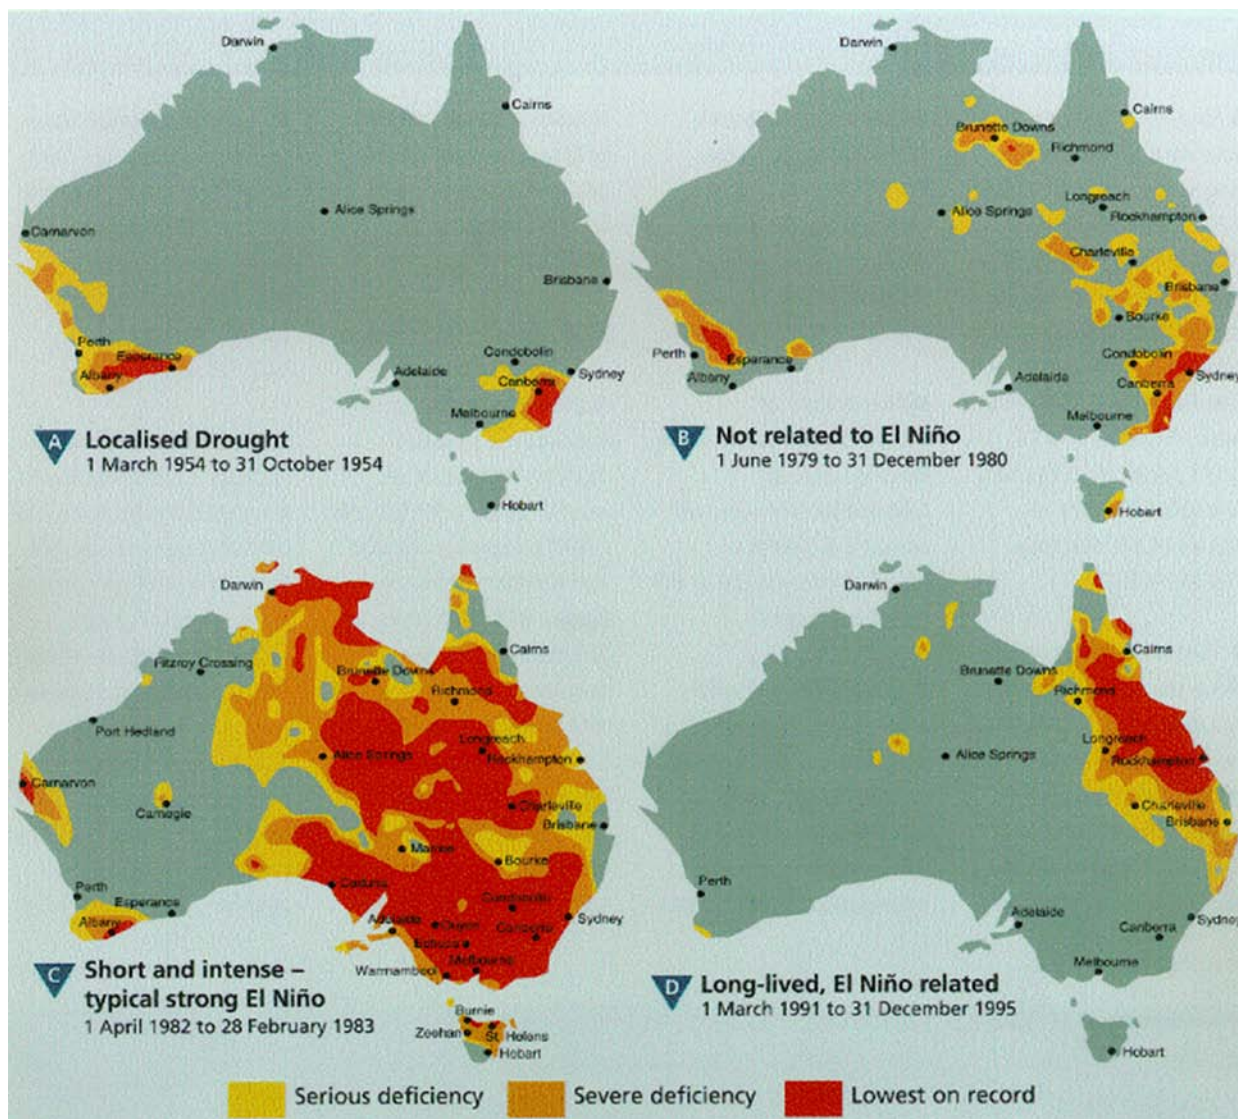 Darwin
Cairns
Alice Springs
Carnarvon
Brisbane
Perth
Esperance
Albany
Condobolin
Adelaide
Canberra
Sydney
Melbourne
A Localised Drought
1 March 1954 to 31 October 1954
Hobart
Darwin
Cairns
Brunette Downs
Richmond
Alice Springs
Longreach
Rockhampton
Charleville
Brisbane
Bourke
Perth
Esperance
Albany
Condobolin
Adelaide
Canberra
Sydney
Melbourne
B Not related to El Niño
1 June 1979 to 31 December 1980
Hobart
Darwin
Cairns
Fitzroy Crossing
Brunette Downs
Richmond
Port Hedland
Alice Springs
Longreach
Rockhampton
Carnarvon
Carnegie
Charleville
Brisbane
Marree
Bourke
Perth
Esperance
Albany
Ceduna
Condobolin
Adelaide
Ouyen
Sydney
Canberra
Echuca
Melbourne
Warrnambool
C Short and intense –
typical strong El Niño
1 April 1982 to 28 February 1983
Burnie
Zeehan
St. Helens
Hobart
Darwin
Cairns
Brunette Downs
Richmond
Alice Springs
Longreach
Rockhampton
Charleville
Brisbane
Perth
Adelaide
Sydney
Canberra
Melbourne
D Long-lived, El Niño related
1 March 1991 to 31 December 1995
Hobart
Serious deficiency
Severe deficiency
Lowest on record